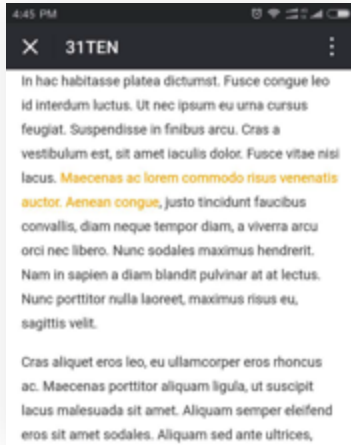 4:45 PM
31TEN
In hac habitasse platea dictumst. Fusce congue leo
id interdum luctus. Ut nec ipsum eu urna cursus
feugiat. Suspendisse in finibus arcu. Cras a
vestibulum est, sit amet iaculis dolor. Fusce vitae nisi
lacus. Maecenas ac lorem commodo risus venenatis
auctor. Aenean congue, justo tincidunt faucibus
convallis, diam neque tempor diam, a viverra arcu
orci nec libero. Nunc sodales maximus hendrerit.
Nam in sapien a diam blandit pulvinar at at lectus.
Nunc porttitor nulla laoreet, maximus risus eu,
sagittis velit.
Cras aliquet eros leo, eu ullamcorper eros rhoncus
ac. Maecenas porttitor aliquam ligula, ut suscipit
lacus malesuada sit amet. Aliquam semper eleifend
eros sit amet sodales. Aliquam sed ante ultrices,